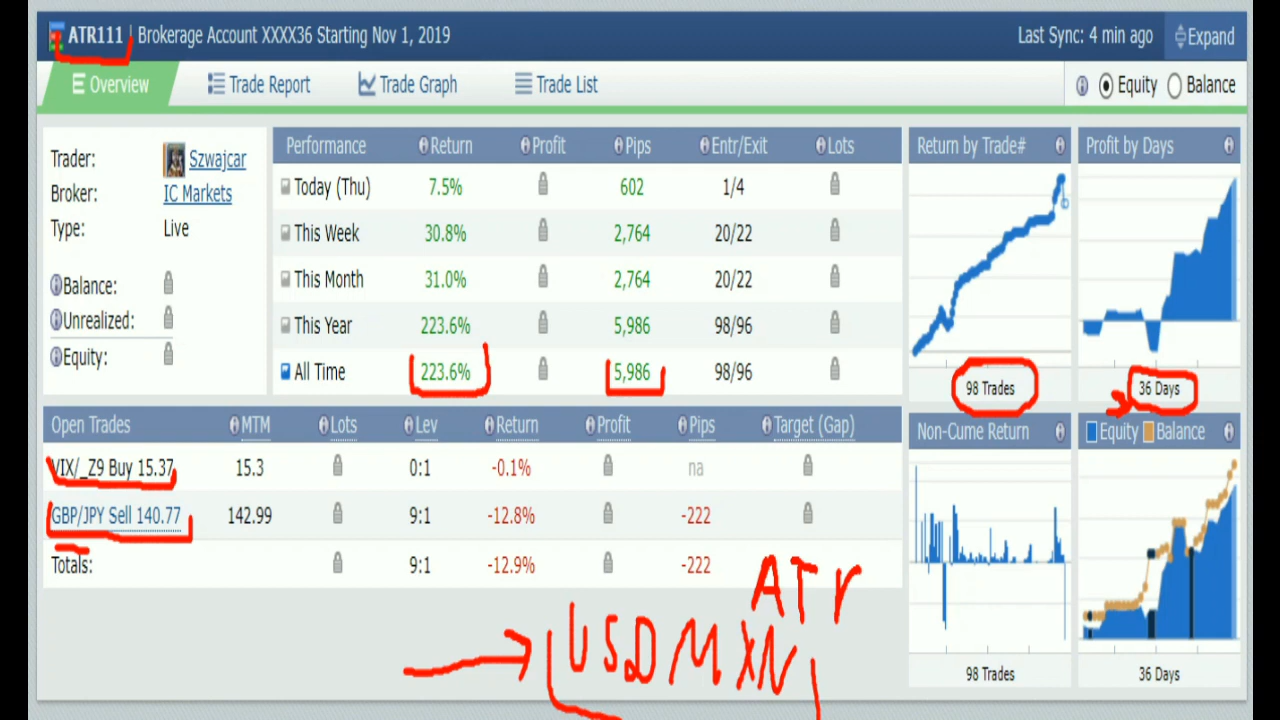 ATR111 | Brokerage Account XXXX36 Starting Nov 1, 2019 Last Sync: 4 min ago Expand
Overview Trade Report Trade Graph Trade List Equity Balance
Trader: Szwajcar
Broker: IC Markets
Type: Live
Balance:
Unrealized:
Equity:
Performance Return Profit Pips Entr/Exit Lots
Today (Thu) 7.5% 602 1/4
This Week 30.8% 2,764 20/22
This Month 31.0% 2,764 20/22
This Year 223.6% 5,986 98/96
All Time 223.6% 5,986 98/96
Return by Trade#
98 Trades
Profit by Days
36 Days
Open Trades MTM Lots Lev Return Profit Pips Target (Gap)
VIX/_Z9 Buy 15.37 15.3 0:1 -0.1% na
GBP/JPY Sell 140.77 142.99 9:1 -12.8% -222
Totals: 9:1 -12.9% -222
Non-Cume Return
98 Trades
Equity Balance
36 Days
ATr
USDMXN